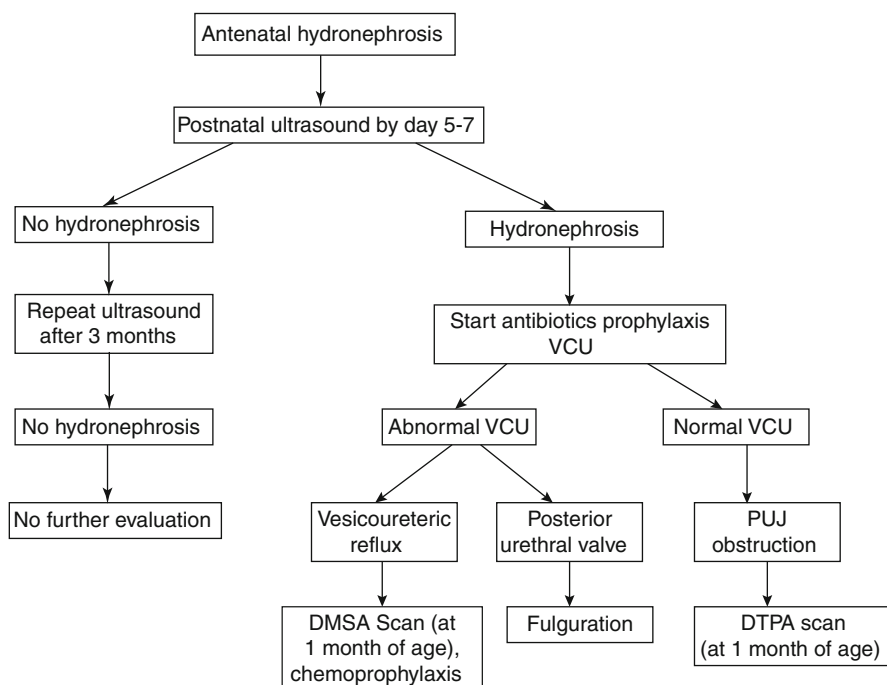 Antenatal hydronephrosis
Postnatal ultrasound by day 5-7
No hydronephrosis
Hydronephrosis
Repeat ultrasound
after 3 months
Start antibiotics prophylaxis
VCU
No hydronephrosis
Abnormal VCU
Normal VCU
No further evaluation
Vesicoureteric
reflux
Posterior
urethral valve
PUJ
obstruction
DMSA Scan (at
1 month of age),
chemoprophylaxis
Fulguration
DTPA scan
(at 1 month of age)